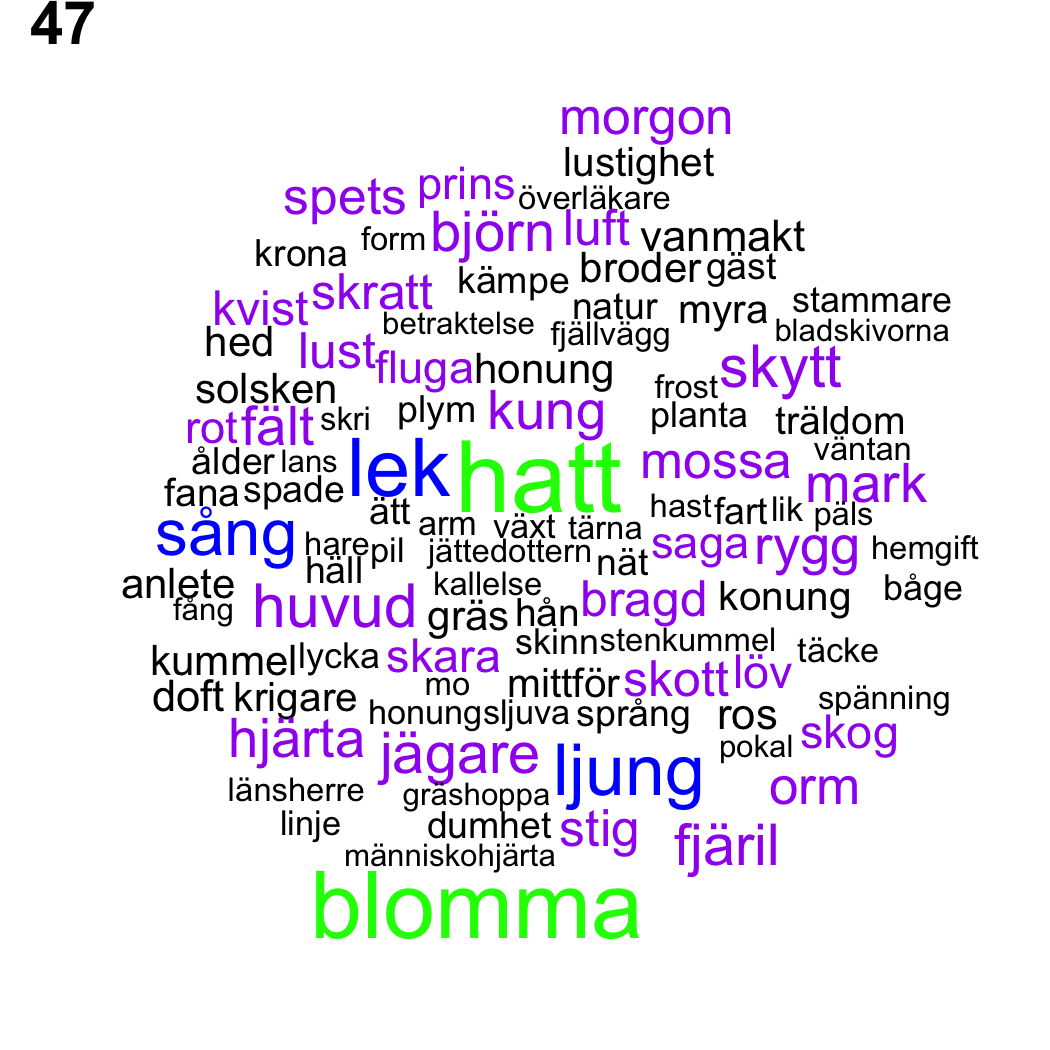 47
morgon
lustighet
spets prins överläkare
krona form björn luft vanmakt
kvist skratt kämpe broder gäst
betraktelse natur myra stammare
hed lust fluga honung fjällvägg bladskivorna
solsken frost skytt
rot fält skri plym kung planta träldom
ålder lans lek hatt mossa väntan
fana spade mark
sång ätt arm växt tärna hast fart lik päls
hare pil jättedottern nät saga rygg hemgift
anlete häll kallelse båge
fång huvud gräs hån bragd konung
kummel lycka skara skinn stenkummel täcke
doft krigare mo mittför skott löv spänning
honungsljuva språng ros
hjärta jägare ljung pokal skog
länsherre gräshoppa orm
linje dumhet stig fjäril
människohjärta
blomma